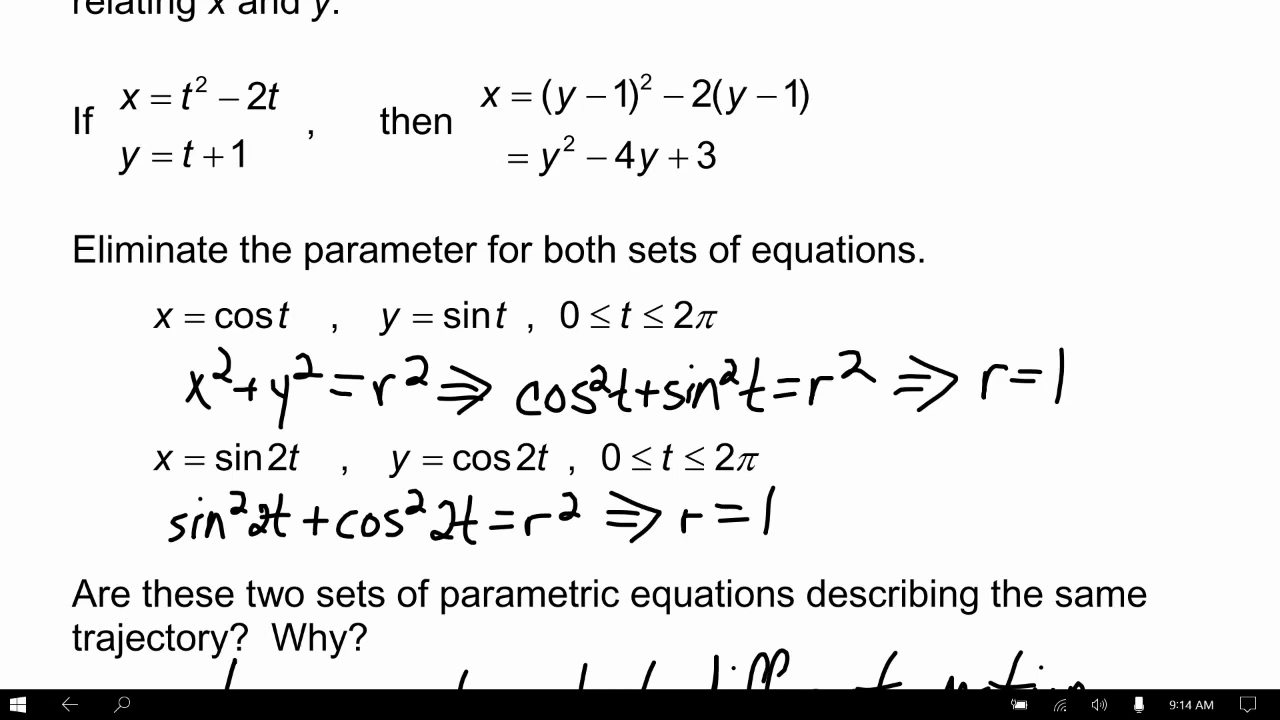 relating x and y.
If x = t² − 2t , then x = (y − 1)² − 2(y − 1)
y = t + 1 = y² − 4y + 3
Eliminate the parameter for both sets of equations.
x = cos t , y = sin t , 0 ≤ t ≤ 2π
x² + y² = r² ⇒ cos²t + sin²t = r² ⇒ r = 1
x = sin 2t , y = cos 2t , 0 ≤ t ≤ 2π
sin²2t + cos²2t = r² ⇒ r = 1
Are these two sets of parametric equations describing the same
trajectory? Why?
9:14 AM